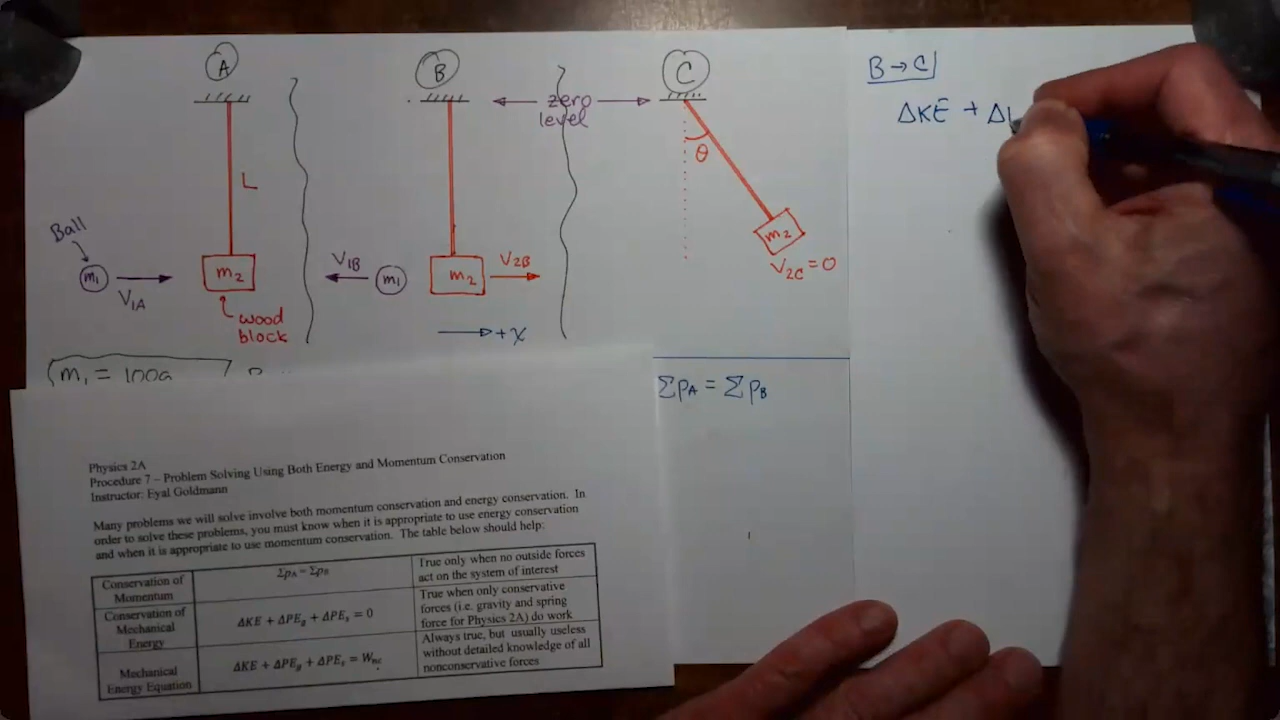 A
B
C
zero
level
L
θ
Ball
m₁
V₁A
m₂
wood
block
V₁B
m₁
m₂
V₂B
→ +x
m₂
V₂C = 0
B → C
ΔKE + Δ
m₁ = 100g
ΣpA = ΣpB
Physics 2A
Procedure 7 – Problem Solving Using Both Energy and Momentum Conservation
Instructor: Eyal Goldmann
Many problems we will solve involve both momentum conservation and energy conservation. In
order to solve these problems, you must know when it is appropriate to use energy conservation
and when it is appropriate to use momentum conservation. The table below should help:
Conservation of
Momentum
ΣpA = ΣpB
True only when no outside forces
act on the system of interest
Conservation of
Mechanical
Energy
ΔKE + ΔPEg + ΔPEs = 0
True when only conservative
forces (i.e. gravity and spring
force for Physics 2A) do work
Mechanical
Energy Equation
ΔKE + ΔPEg + ΔPEs = Wnc
Always true, but usually useless
without detailed knowledge of all
nonconservative forces